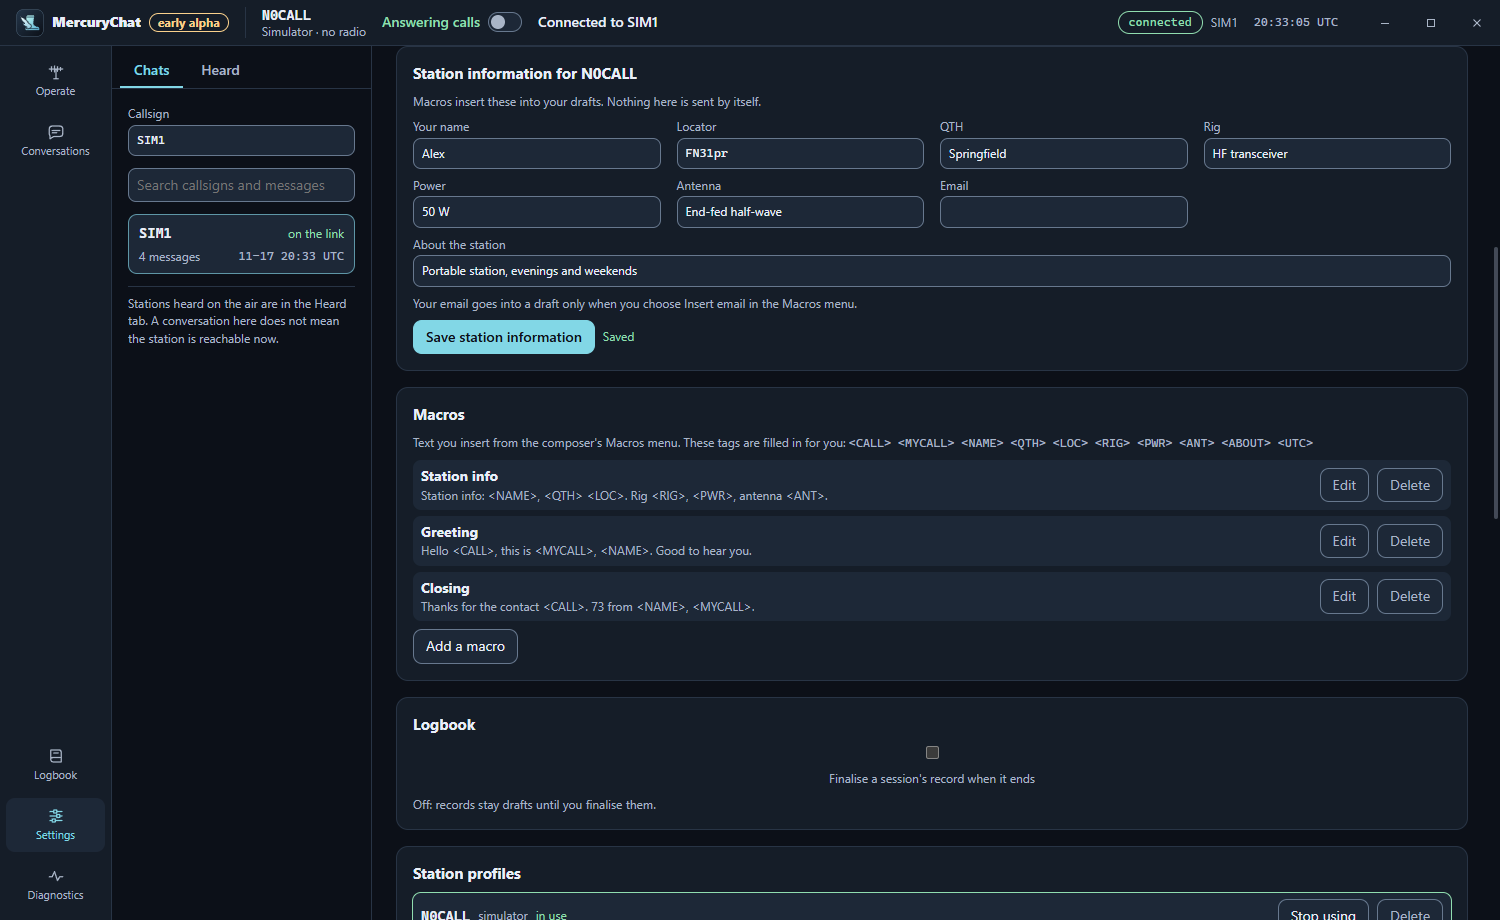 MercuryChat early alpha
N0CALL
Simulator · no radio
Answering calls
Connected to SIM1
connected SIM1 20:33:05 UTC
Operate
Conversations
Logbook
Settings
Diagnostics
Chats Heard
Callsign
SIM1
Search callsigns and messages
SIM1 on the link
4 messages 11-17 20:33 UTC
Stations heard on the air are in the Heard
tab. A conversation here does not mean
the station is reachable now.
Station information for N0CALL
Macros insert these into your drafts. Nothing here is sent by itself.
Your name Locator QTH Rig
Alex FN31pr Springfield HF transceiver
Power Antenna Email
50 W End-fed half-wave
About the station
Portable station, evenings and weekends
Your email goes into a draft only when you choose Insert email in the Macros menu.
Save station information Saved
Macros
Text you insert from the composer's Macros menu. These tags are filled in for you: <CALL> <MYCALL> <NAME> <QTH> <LOC> <RIG> <PWR> <ANT> <ABOUT> <UTC>
Station info
Station info: <NAME>, <QTH> <LOC>. Rig <RIG>, <PWR>, antenna <ANT>.
Edit Delete
Greeting
Hello <CALL>, this is <MYCALL>, <NAME>. Good to hear you.
Edit Delete
Closing
Thanks for the contact <CALL>. 73 from <NAME>, <MYCALL>.
Edit Delete
Add a macro
Logbook
Finalise a session's record when it ends
Off: records stay drafts until you finalise them.
Station profiles
N0CALL simulator in use
Stop using Delete